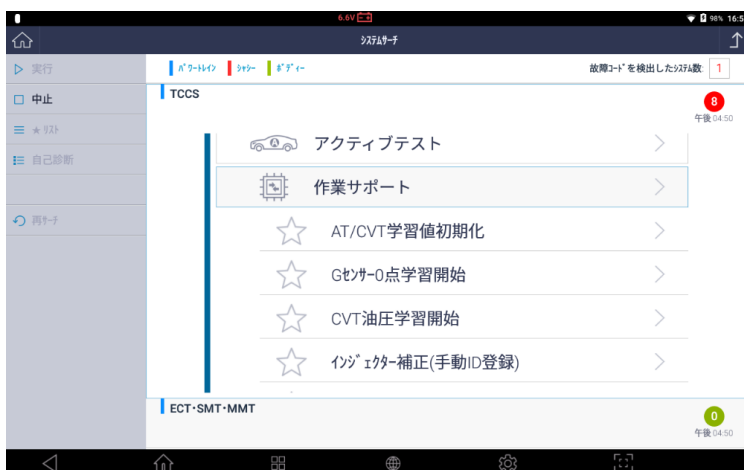 6.6V
98% 16:5
ｼｽﾃﾑｻｰﾁ
実行
ﾊﾟﾜｰﾄﾚｲﾝ ｼｬｼｰ ﾎﾞﾃﾞｨｰ
故障ｺｰﾄﾞを検出したｼｽﾃﾑ数: 1
中止
TCCS
8
午後 04:50
★ ﾘｽﾄ
自己診断
再ｻｰﾁ
アクティブテスト
作業サポート
AT/CVT学習値初期化
Gｾﾝｻｰ0点学習開始
CVT油圧学習開始
ｲﾝｼﾞｪｸﾀｰ補正(手動ID登録)
ECT･SMT･MMT
0
午後 04:50